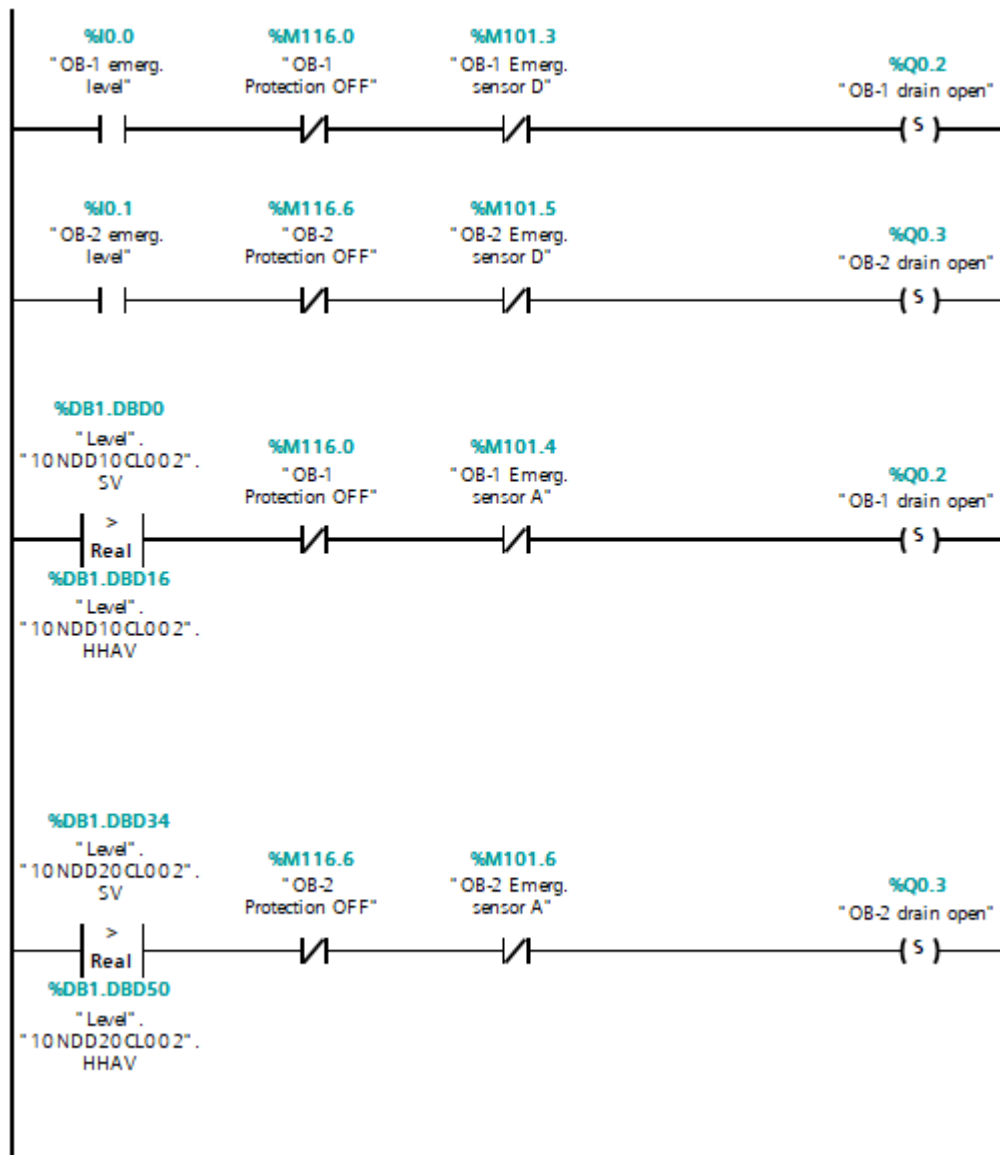 %I0.0 %M116.0 %M101.3
"OB-1 emerg. "OB-1 "OB-1 Emerg. %Q0.2
level" Protection OFF" sensor D" "OB-1 drain open"
S
%I0.1 %M116.6 %M101.5
"OB-2 emerg. "OB-2 "OB-2 Emerg. %Q0.3
level" Protection OFF" sensor D" "OB-2 drain open"
S
%DB1.DBD0
"Level".
"10NDD10CL002". %M116.0 %M101.4
SV "OB-1 "OB-1 Emerg. %Q0.2
Protection OFF" sensor A" "OB-1 drain open"
> S
Real
%DB1.DBD16
"Level".
"10NDD10CL002".
HHAV
%DB1.DBD34
"Level".
"10NDD20CL002". %M116.6 %M101.6
SV "OB-2 "OB-2 Emerg. %Q0.3
Protection OFF" sensor A" "OB-2 drain open"
> S
Real
%DB1.DBD50
"Level".
"10NDD20CL002".
HHAV